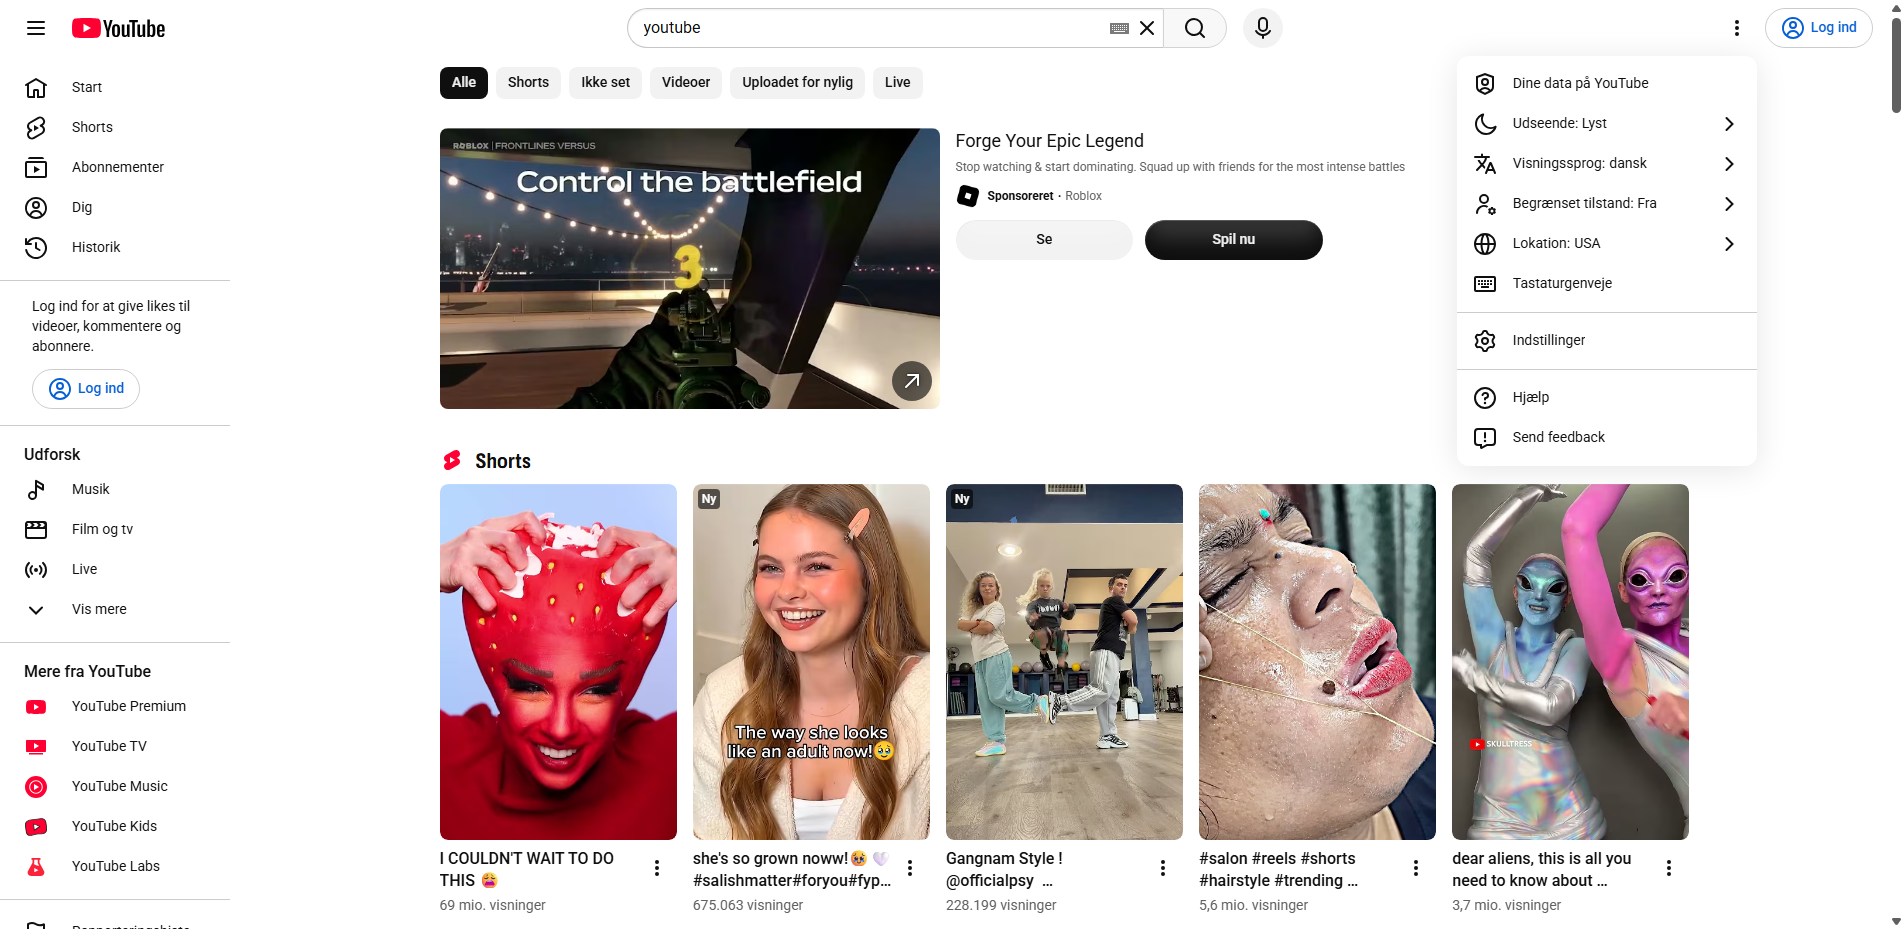 YouTube
youtube
Log ind
Start
Shorts
Abonnementer
Dig
Historik
Log ind for at give likes til
videoer, kommentere og
abonnere.
Log ind
Udforsk
Musik
Film og tv
Live
Vis mere
Mere fra YouTube
YouTube Premium
YouTube TV
YouTube Music
YouTube Kids
YouTube Labs
Alle
Shorts
Ikke set
Videoer
Uploadet for nylig
Live
ROBLOX | FRONTLINES VERSUS
Control the battlefield
3
Forge Your Epic Legend
Stop watching & start dominating. Squad up with friends for the most intense battles
Sponsoreret · Roblox
Se
Spil nu
Dine data på YouTube
Udseende: Lyst
Visningssprog: dansk
Begrænset tilstand: Fra
Lokation: USA
Tastaturgenveje
Indstillinger
Hjælp
Send feedback
Shorts
I COULDN'T WAIT TO DO
THIS 😩
69 mio. visninger
Ny
The way she looks
like an adult now!🥹
she's so grown noww!🥹 🤍
#salishmatter#foryou#fyp...
675.063 visninger
Ny
Gangnam Style !
@officialpsy ...
228.199 visninger
#salon #reels #shorts
#hairstyle #trending ...
5,6 mio. visninger
SKULLTRESS
dear aliens, this is all you
need to know about ...
3,7 mio. visninger